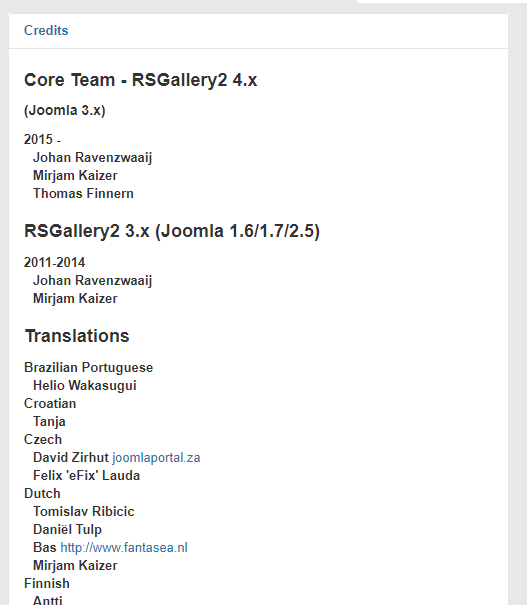 Credits
Core Team - RSGallery2 4.x
(Joomla 3.x)
2015 -
Johan Ravenzwaaij
Mirjam Kaizer
Thomas Finnern
RSGallery2 3.x (Joomla 1.6/1.7/2.5)
2011-2014
Johan Ravenzwaaij
Mirjam Kaizer
Translations
Brazilian Portuguese
Helio Wakasugui
Croatian
Tanja
Czech
David Zirhut joomlaportal.za
Felix 'eFix' Lauda
Dutch
Tomislav Ribicic
Daniël Tulp
Bas http://www.fantasea.nl
Mirjam Kaizer
Finnish
Antti